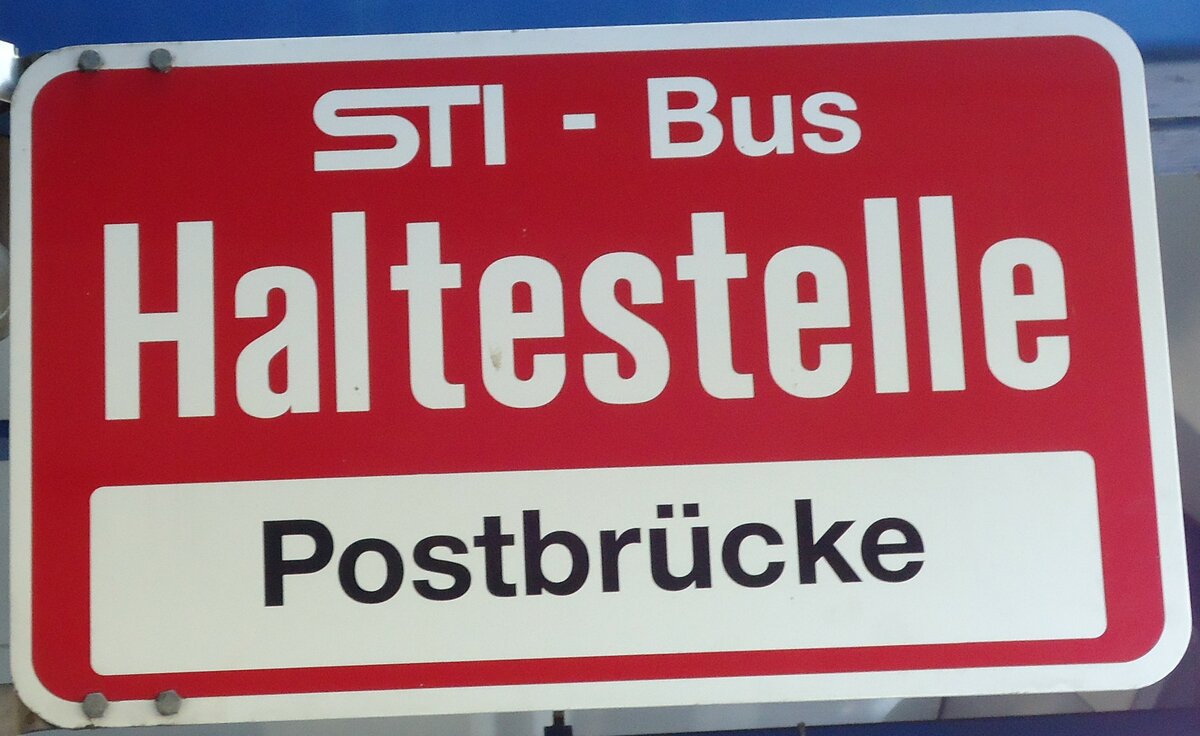 STI - Bus
Haltestelle
Postbrücke